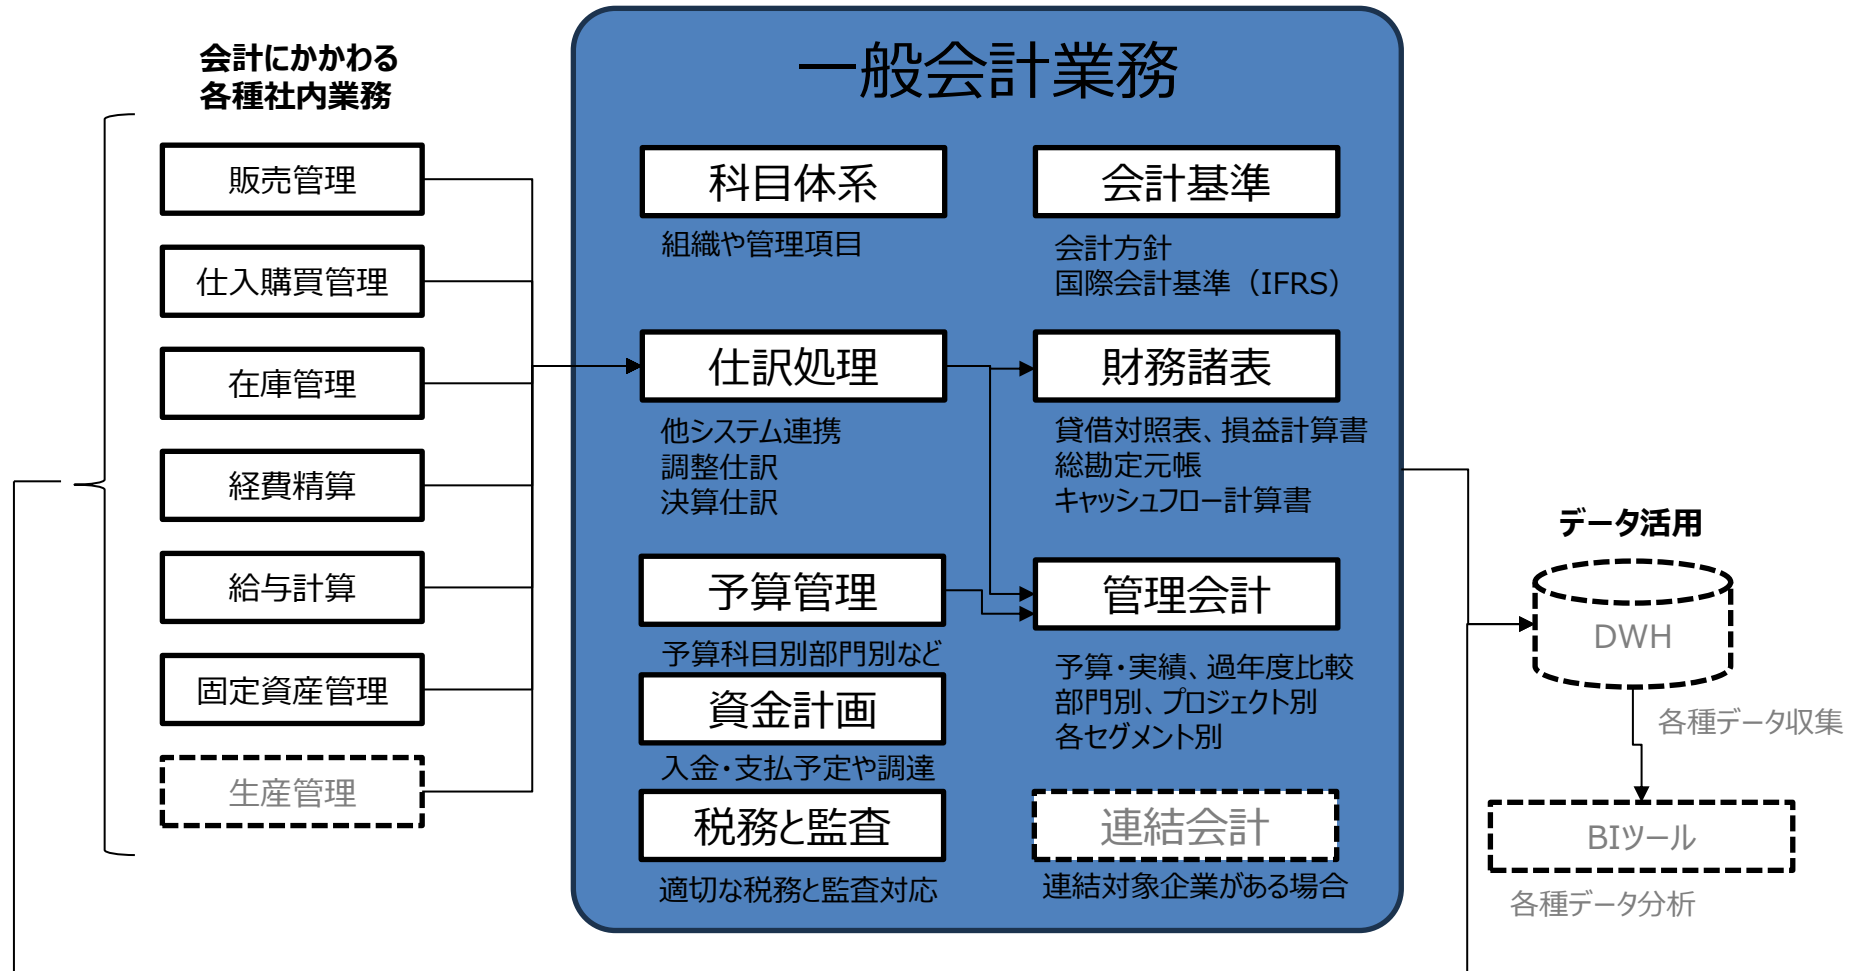 会計にかかわる
各種社内業務
販売管理
仕入購買管理
在庫管理
経費精算
給与計算
固定資産管理
生産管理
一般会計業務
科目体系
組織や管理項目
会計基準
会計方針
国際会計基準（IFRS）
仕訳処理
他システム連携
調整仕訳
決算仕訳
財務諸表
貸借対照表、損益計算書
総勘定元帳
キャッシュフロー計算書
予算管理
予算科目別部門別など
管理会計
予算・実績、過年度比較
部門別、プロジェクト別
各セグメント別
資金計画
入金・支払予定や調達
税務と監査
適切な税務と監査対応
連結会計
連結対象企業がある場合
データ活用
DWH
各種データ収集
BIツール
各種データ分析